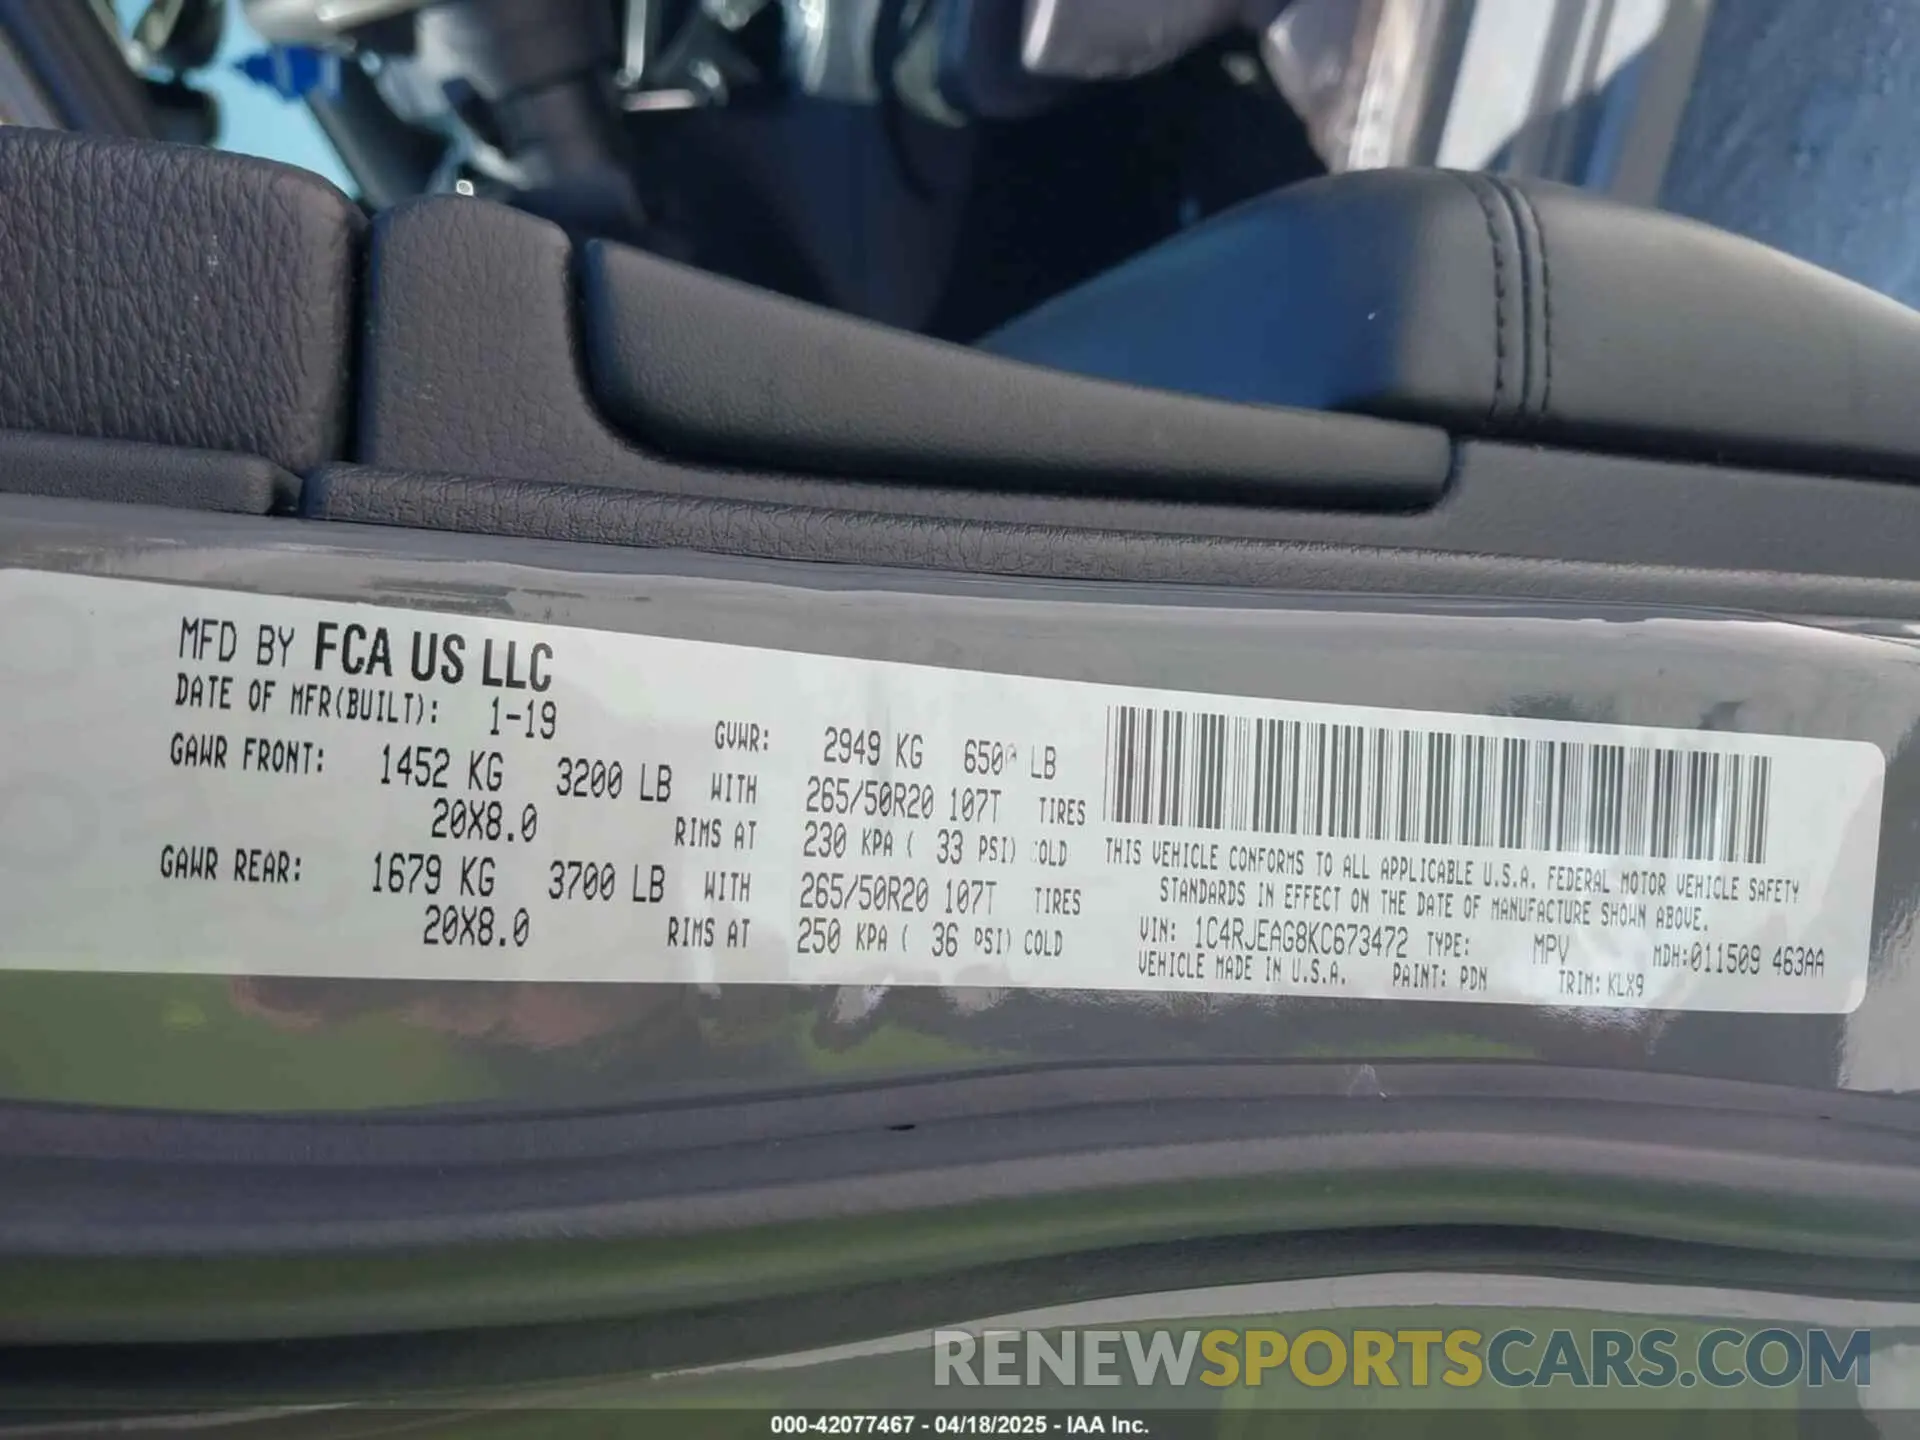 MFD BY FCA US LLC
DATE OF MFR(BUILT): 1-19 GVWR: 2949 KG 6500 LB
GAWR FRONT: 1452 KG 3200 LB WITH 265/50R20 107T TIRES
20X8.0 RIMS AT 230 KPA ( 33 PSI) COLD
GAWR REAR: 1679 KG 3700 LB WITH 265/50R20 107T TIRES
20X8.0 RIMS AT 250 KPA ( 36 PSI) COLD
THIS VEHICLE CONFORMS TO ALL APPLICABLE U.S.A. FEDERAL MOTOR VEHICLE SAFETY
STANDARDS IN EFFECT ON THE DATE OF MANUFACTURE SHOWN ABOVE.
VIN: 1C4RJEAG8KC673472 TYPE: MPV MDH:011509 463AA
VEHICLE MADE IN U.S.A. PAINT: PDN TRIM: KLX9
RENEWSPORTSCARS.COM
000-42077467 - 04/18/2025 - IAA Inc.